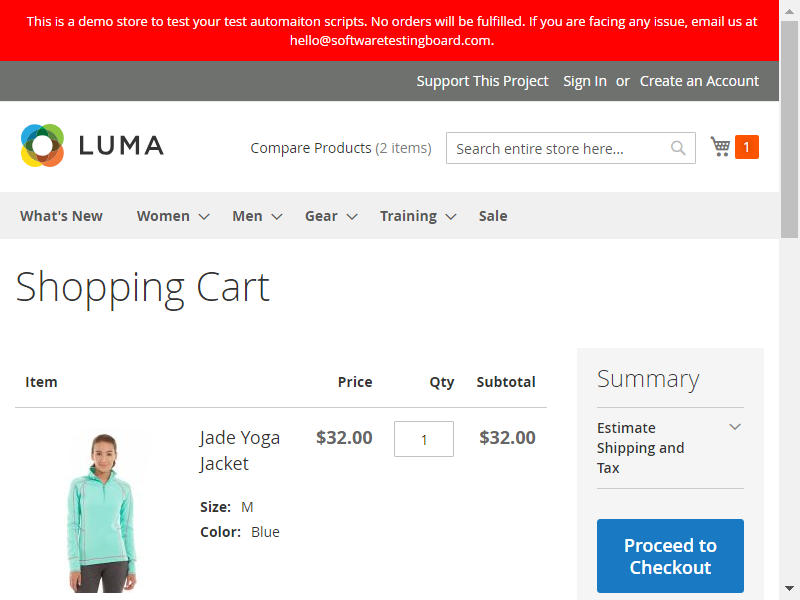 This is a demo store to test your test automaiton scripts. No orders will be fulfilled. If you are facing any issue, email us at
hello@softwaretestingboard.com.
Support This Project Sign In or Create an Account
LUMA
Compare Products (2 items)
Search entire store here...
1
What's New Women Men Gear Training Sale
Shopping Cart
Item Price Qty Subtotal
Jade Yoga
Jacket
$32.00 1 $32.00
Size: M
Color: Blue
Summary
Estimate
Shipping and
Tax
Proceed to
Checkout